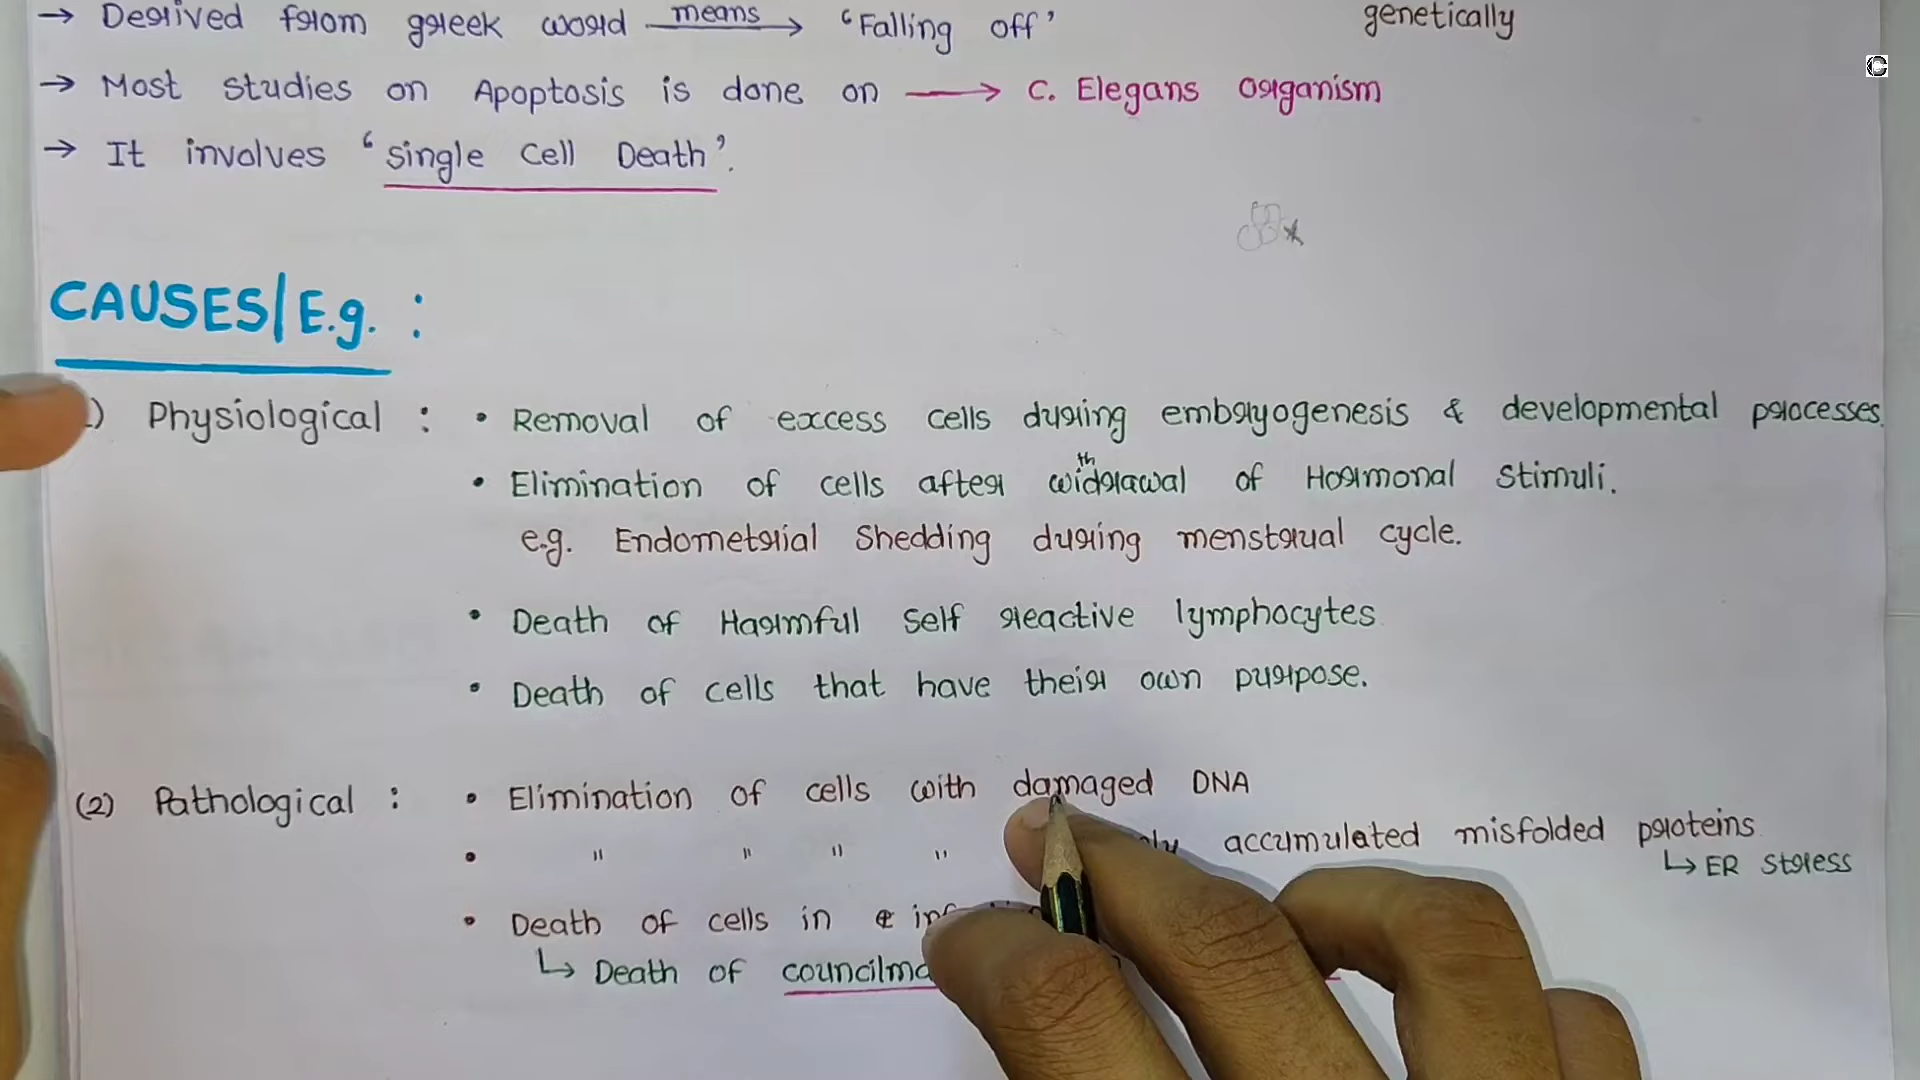 → Derived from greek word means → 'Falling off'
genetically
→ Most studies on Apoptosis is done on → C. Elegans Organism
→ It involves 'single cell Death'.
CAUSES/E.g. :
) Physiological : • Removal of excess cells during embryogenesis & developmental processes.
th
• Elimination of cells after widrawal of Hormonal Stimuli.
e.g. Endometrial Shedding during menstrual cycle.
• Death of Harmful Self reactive lymphocytes
• Death of cells that have their own purpose.
(2) Pathological : • Elimination of cells with damaged DNA
• " " " " accumulated misfolded proteins
↳ ER stress
• Death of cells in
↳ Death of